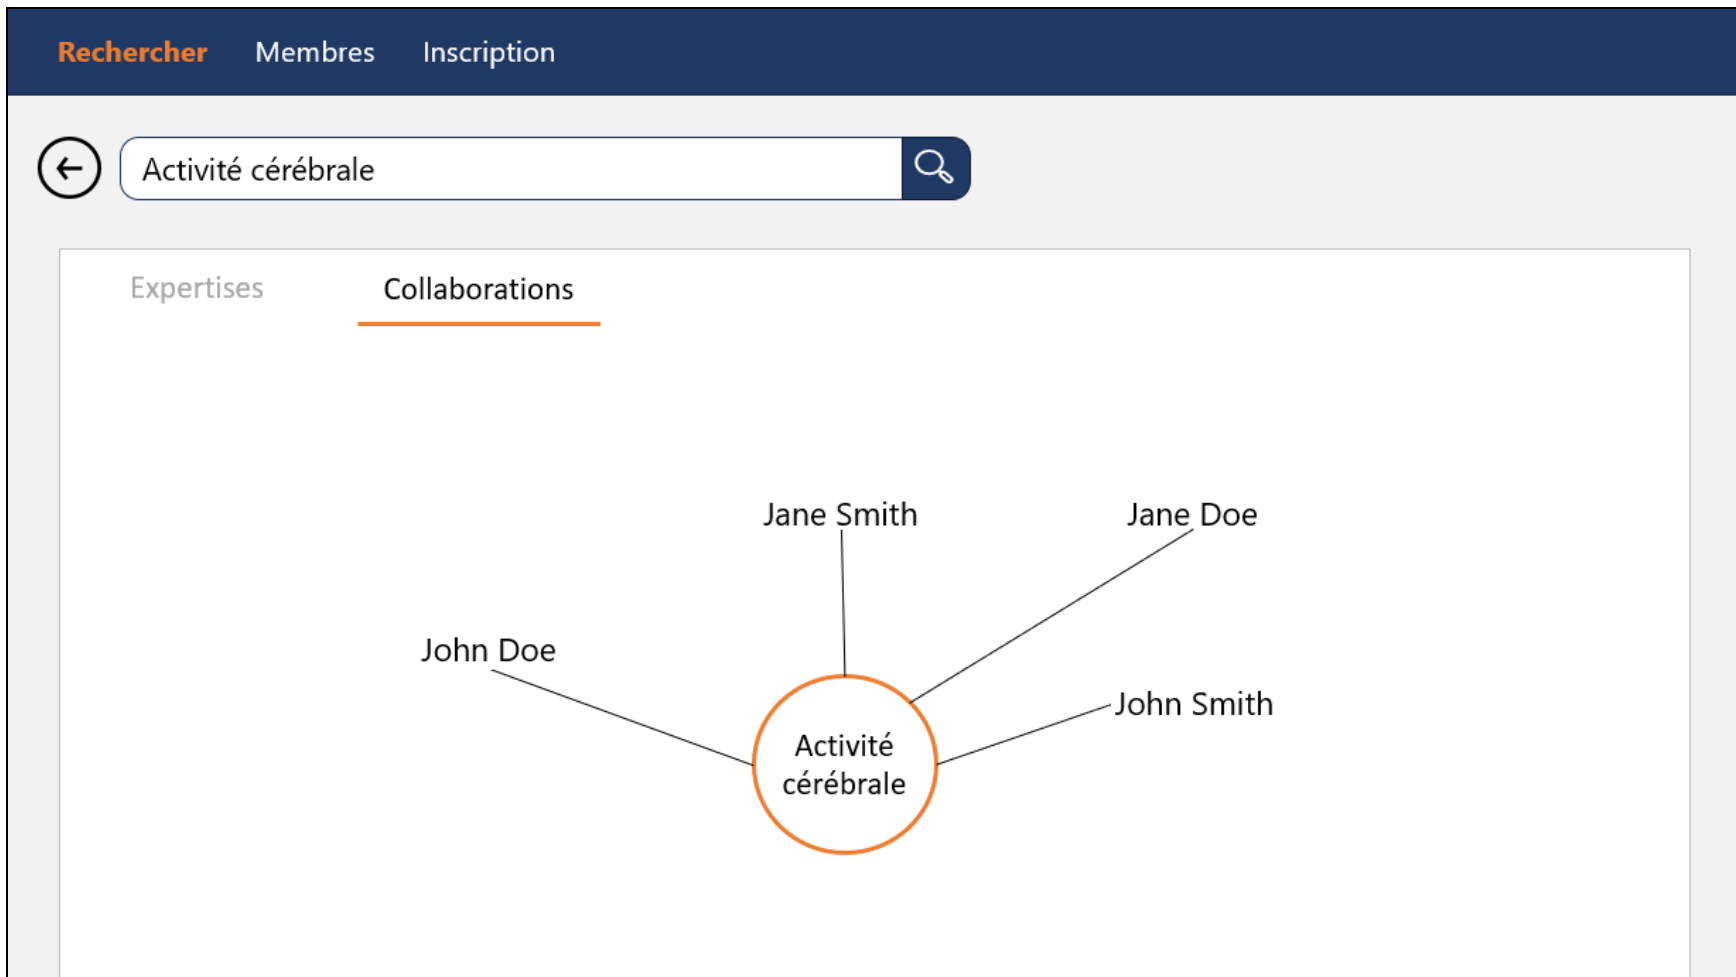 Rechercher Membres Inscription
Activité cérébrale
Expertises Collaborations
Jane Smith Jane Doe
John Doe
John Smith
Activité
cérébrale